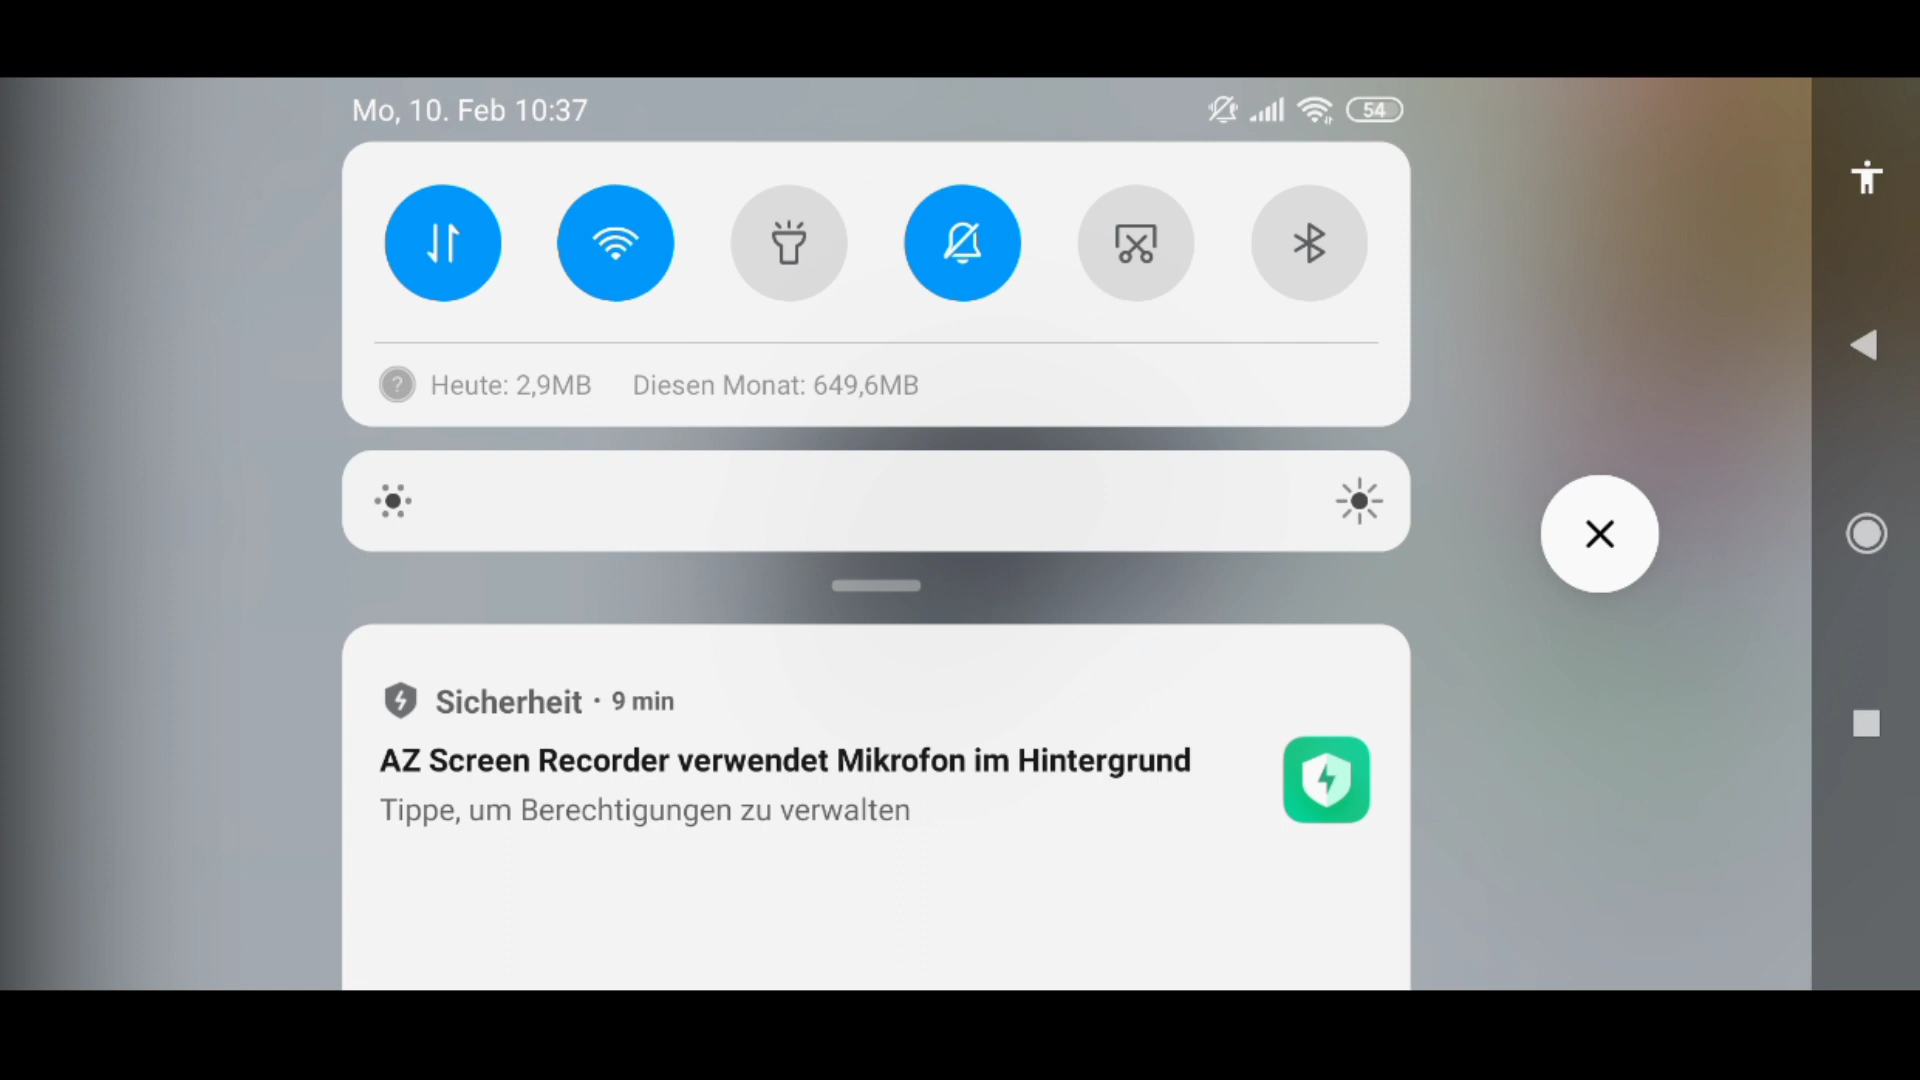 Mo, 10. Feb 10:37
54
Heute: 2,9MB Diesen Monat: 649,6MB
Sicherheit · 9 min
AZ Screen Recorder verwendet Mikrofon im Hintergrund
Tippe, um Berechtigungen zu verwalten